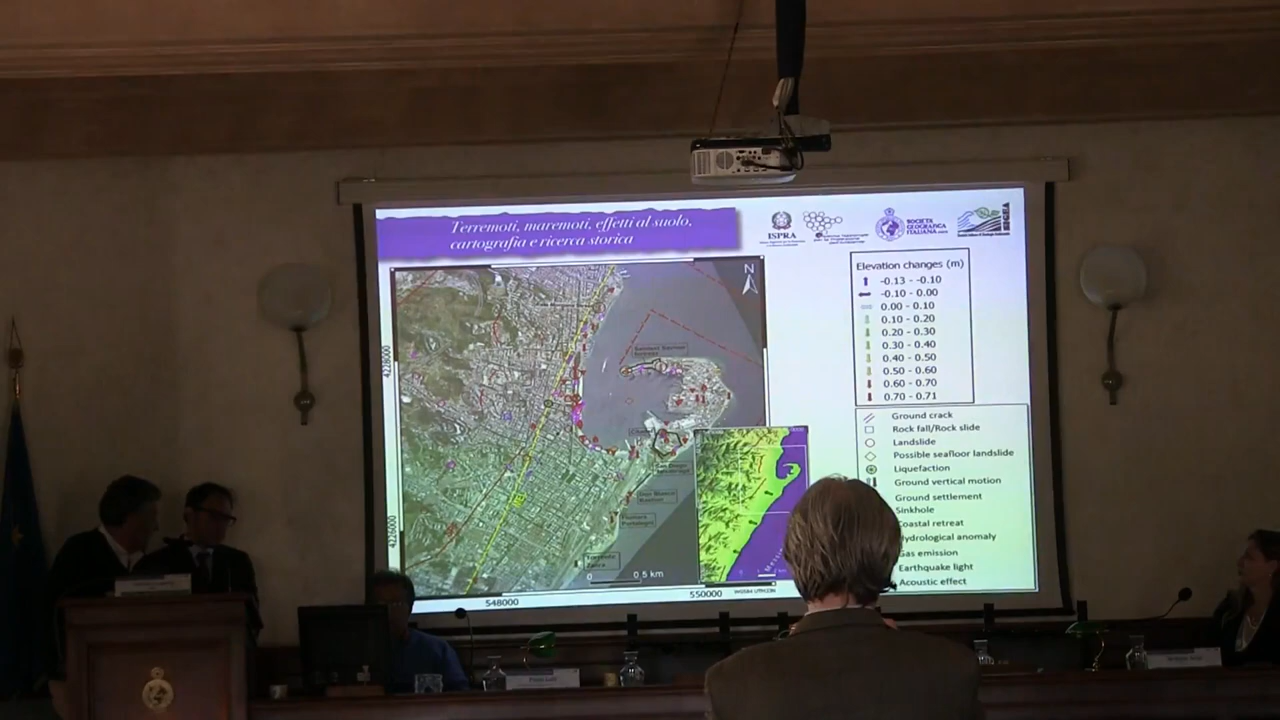 Terremoti, maremoti, effetti al suolo,
cartografia e ricerca storica
ISPRA
SOCIETÀ
GEOGRAFICA
ITALIANA
SIGEA
N
Elevation changes (m)
-0.13 - -0.10
-0.10 - 0.00
0.00 - 0.10
0.10 - 0.20
0.20 - 0.30
0.30 - 0.40
0.40 - 0.50
0.50 - 0.60
0.60 - 0.70
0.70 - 0.71
Ground crack
Rock fall/Rock slide
Landslide
Possible seafloor landslide
Liquefaction
Ground vertical motion
Ground settlement
Sinkhole
Coastal retreat
Hydrological anomaly
Gas emission
Earthquake light
Acoustic effect
4228000
4226000
Torrente
Zaera
0
0.5 km
548000
550000